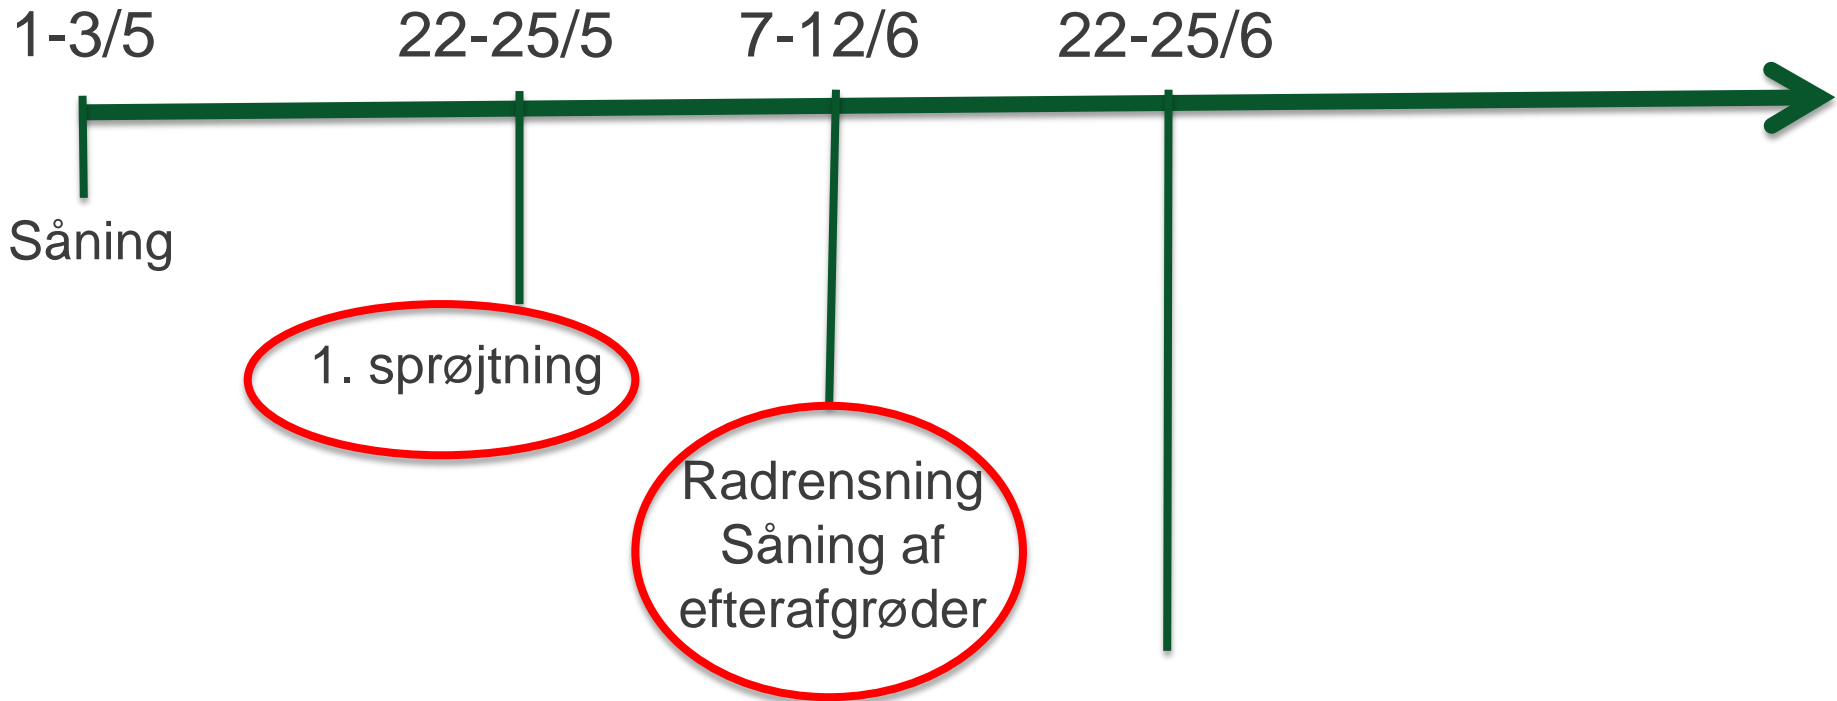 1-3/5
22-25/5
7-12/6
22-25/6
Såning
1. sprøjtning
Radrensning
Såning af
efterafgrøder